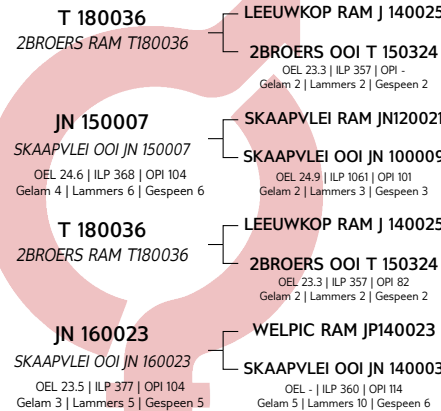 T 180036
2BROERS RAM T180036
LEEUWKOP RAM J 140025
2BROERS OOI T 150324
OEL 23.3 | ILP 357 | OPI -
Gelam 2 | Lammers 2 | Gespeen 2
JN 150007
SKAAPVLEI OOI JN 150007
OEL 24.6 | ILP 368 | OPI 104
Gelam 4 | Lammers 6 | Gespeen 6
SKAAPVLEI RAM JN120021
SKAAPVLEI OOI JN 100009
OEL 24.9 | ILP 1061 | OPI 101
Gelam 2 | Lammers 3 | Gespeen 3
T 180036
2BROERS RAM T180036
LEEUWKOP RAM J 140025
2BROERS OOI T 150324
OEL 23.3 | ILP 357 | OPI 82
Gelam 2 | Lammers 2 | Gespeen 2
JN 160023
SKAAPVLEI OOI JN 160023
OEL 23.5 | ILP 377 | OPI 104
Gelam 3 | Lammers 5 | Gespeen 5
WELPIC RAM JP140023
SKAAPVLEI OOI JN 140003
OEL - | ILP 360 | OPI 114
Gelam 5 | Lammers 10 | Gespeen 6